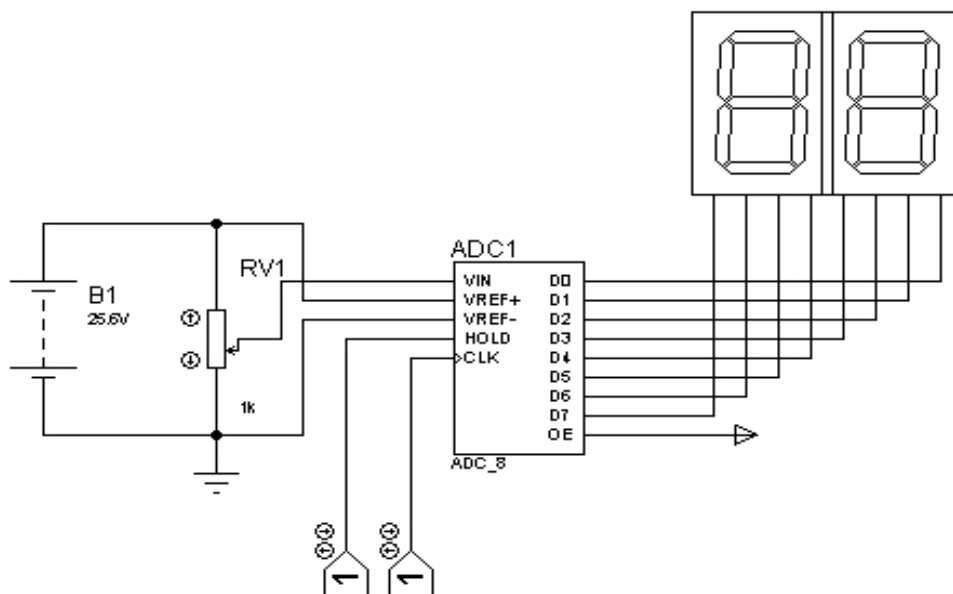 ADC1
RV1
B1
25.6V
1k
VIN
VREF+
VREF-
HOLD
CLK
D0
D1
D2
D3
D4
D5
D6
D7
OE
ADC_8
1
1